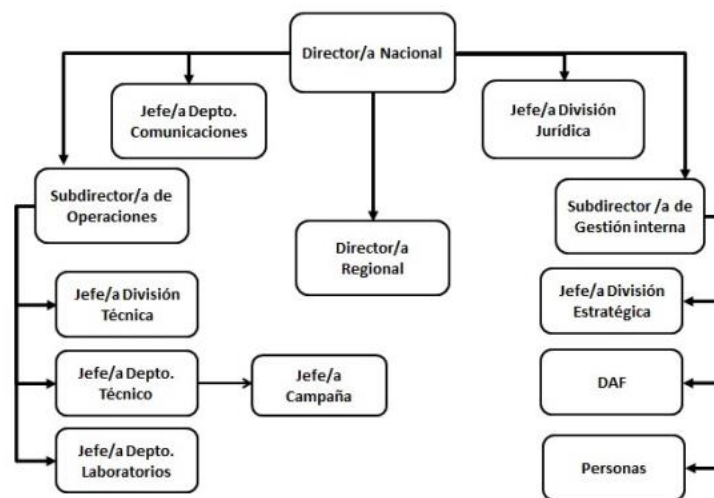 Director/a Nacional
Jefe/a Depto.
Comunicaciones
Jefe/a División
Jurídica
Subdirector/a de
Operaciones
Subdirector /a de
Gestión interna
Director/a
Regional
Jefe/a División
Técnica
Jefe/a División
Estratégica
Jefe/a Depto.
Técnico
Jefe/a
Campaña
DAF
Jefe/a Depto.
Laboratorios
Personas